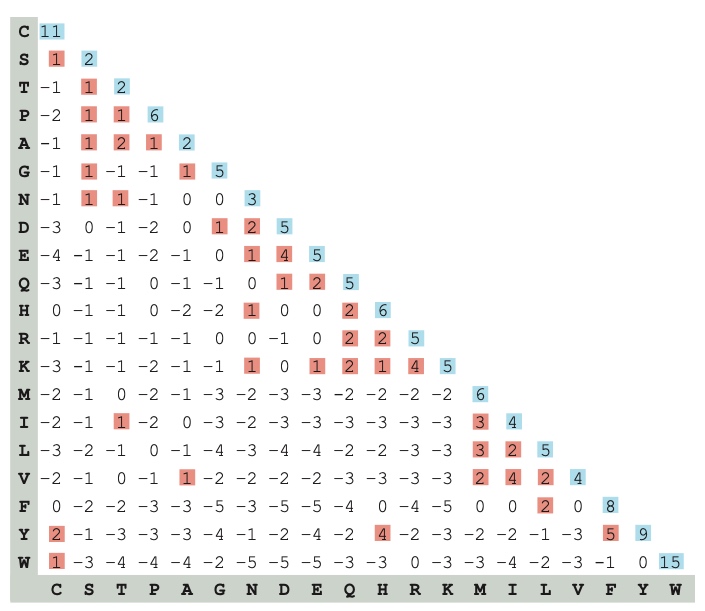 C 11
S 1 2
T −1 1 2
P −2 1 1 6
A −1 1 2 1 2
G −1 1 −1 −1 1 5
N −1 1 1 −1 0 0 3
D −3 0 −1 −2 0 1 2 5
E −4 −1 −1 −2 −1 0 1 4 5
Q −3 −1 −1 0 −1 −1 0 1 2 5
H 0 −1 −1 0 −2 −2 1 0 0 2 6
R −1 −1 −1 −1 −1 0 0 −1 0 2 2 5
K −3 −1 −1 −2 −1 −1 1 0 1 2 1 4 5
M −2 −1 0 −2 −1 −3 −2 −3 −3 −2 −2 −2 −2 6
I −2 −1 1 −2 0 −3 −2 −3 −3 −3 −3 −3 −3 3 4
L −3 −2 −1 0 −1 −4 −3 −4 −4 −2 −2 −3 −3 3 2 5
V −2 −1 0 −1 1 −2 −2 −2 −2 −3 −3 −3 −3 2 4 2 4
F 0 −2 −2 −3 −3 −5 −3 −5 −5 −4 0 −4 −5 0 0 2 0 8
Y 2 −1 −3 −3 −3 −4 −1 −2 −4 −2 4 −2 −3 −2 −2 −1 −3 5 9
W 1 −3 −4 −4 −4 −2 −5 −5 −5 −3 −3 0 −3 −3 −4 −2 −3 −1 0 15
C S T P A G N D E Q H R K M I L V F Y W